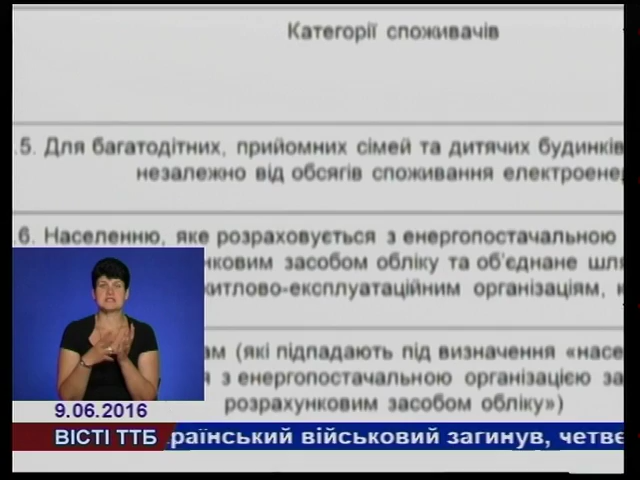 Категорії споживачів
.5. Для багатодітних, прийомних сімей та дитячих будинків
незалежно від обсягів споживання електроенер
.6. Населенню, яке розраховується з енергопостачальною
нковим засобом обліку та об'єднане шля
житлово-експлуатаційним організаціям, к
ам (які підпадають під визначення «насе
я з енергопостачальною організацією за
розрахунковим засобом обліку»)
9.06.2016
ВІСТІ ТТБ
раїнський військовий загинув, четве